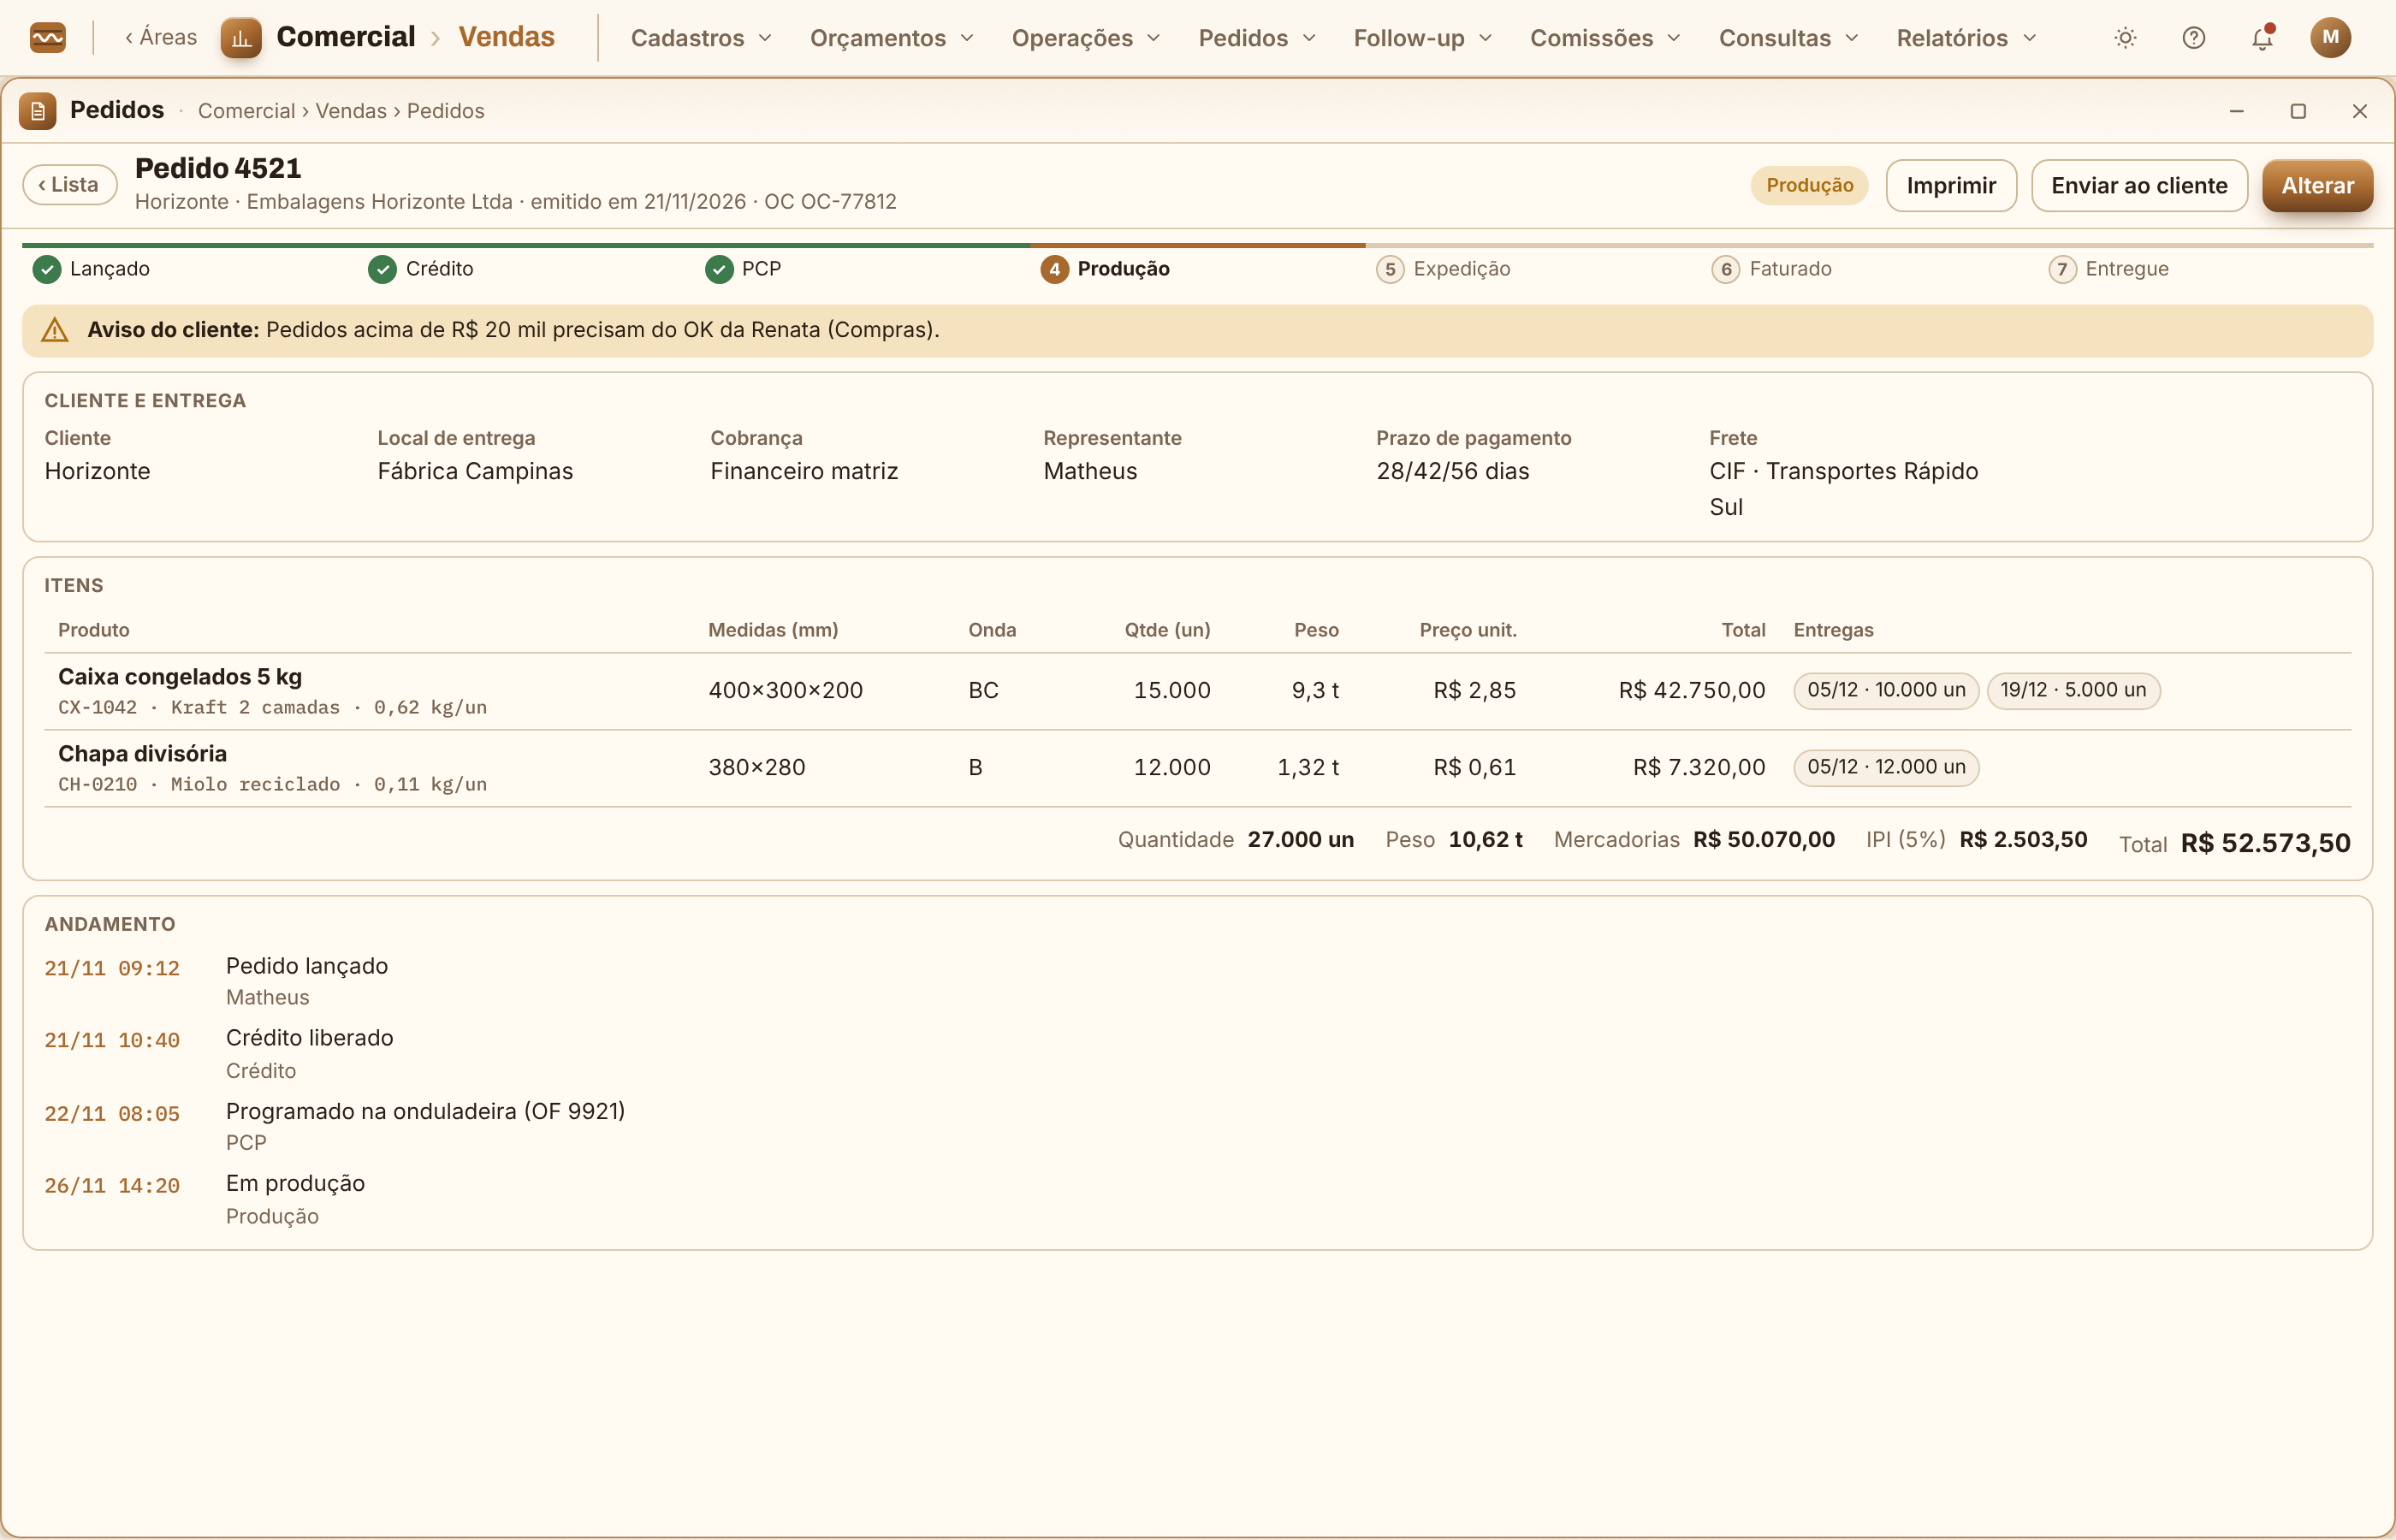 ‹ Áreas Comercial › Vendas Cadastros Orçamentos Operações Pedidos Follow-up Comissões Consultas Relatórios M
Pedidos · Comercial › Vendas › Pedidos
‹ Lista
Pedido 4521
Horizonte · Embalagens Horizonte Ltda · emitido em 21/11/2026 · OC OC-77812
Produção Imprimir Enviar ao cliente Alterar
Lançado Crédito PCP 4 Produção 5 Expedição 6 Faturado 7 Entregue
Aviso do cliente: Pedidos acima de R$ 20 mil precisam do OK da Renata (Compras).
CLIENTE E ENTREGA
Cliente Local de entrega Cobrança Representante Prazo de pagamento Frete
Horizonte Fábrica Campinas Financeiro matriz Matheus 28/42/56 dias CIF · Transportes Rápido
Sul
ITENS
Produto Medidas (mm) Onda Qtde (un) Peso Preço unit. Total Entregas
Caixa congelados 5 kg
CX-1042 · Kraft 2 camadas · 0,62 kg/un
400×300×200 BC 15.000 9,3 t R$ 2,85 R$ 42.750,00 05/12 · 10.000 un 19/12 · 5.000 un
Chapa divisória
CH-0210 · Miolo reciclado · 0,11 kg/un
380×280 B 12.000 1,32 t R$ 0,61 R$ 7.320,00 05/12 · 12.000 un
Quantidade 27.000 un Peso 10,62 t Mercadorias R$ 50.070,00 IPI (5%) R$ 2.503,50 Total R$ 52.573,50
ANDAMENTO
21/11 09:12 Pedido lançado
Matheus
21/11 10:40 Crédito liberado
Crédito
22/11 08:05 Programado na onduladeira (OF 9921)
PCP
26/11 14:20 Em produção
Produção